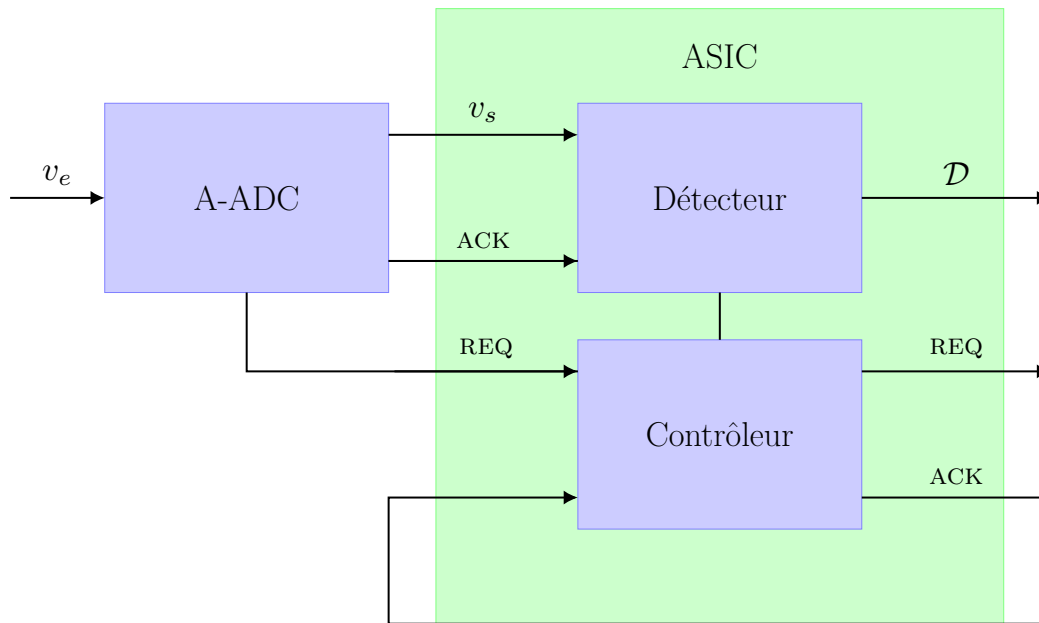 ASIC
v_s
v_e
A-ADC
Détecteur
𝒟
ACK
REQ
REQ
Contrôleur
ACK